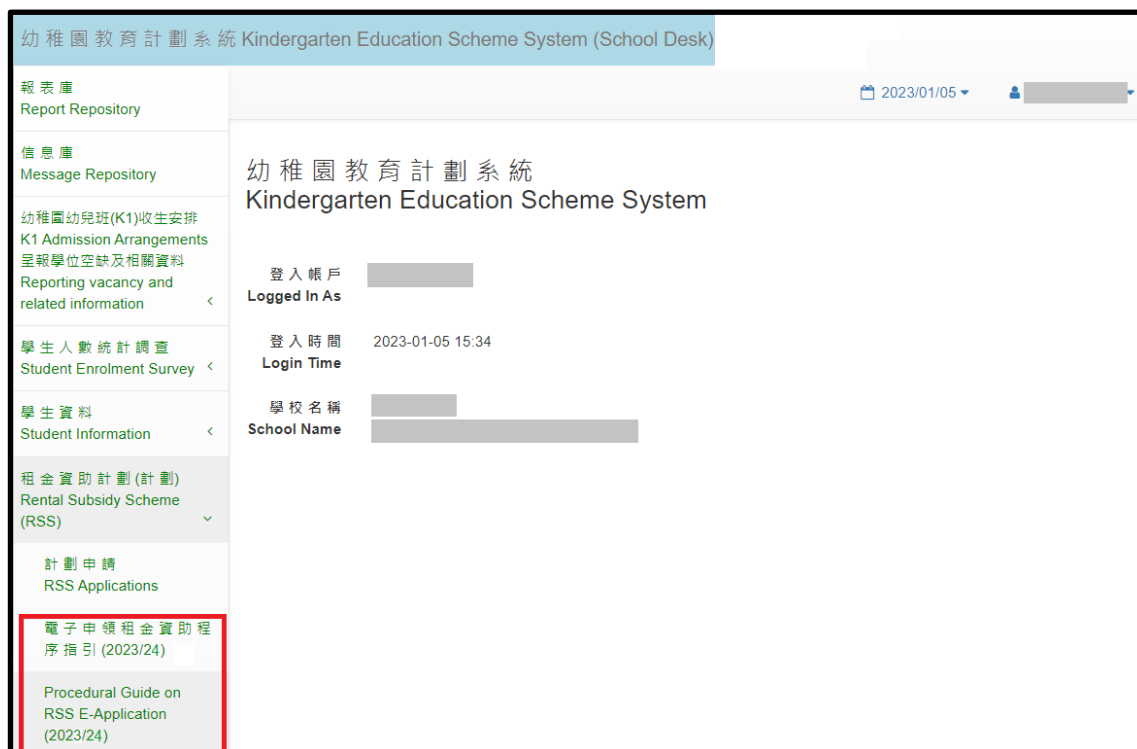 幼稚園教育計劃系統 Kindergarten Education Scheme System (School Desk)
報表庫
Report Repository
信息庫
Message Repository
幼稚園幼兒班(K1)收生安排
K1 Admission Arrangements
呈報學位空缺及相關資料
Reporting vacancy and
related information
學生人數統計調查
Student Enrolment Survey
學生資料
Student Information
租金資助計劃(計劃)
Rental Subsidy Scheme
(RSS)
計劃申請
RSS Applications
電子申領租金資助程
序指引 (2023/24)
Procedural Guide on
RSS E-Application
(2023/24)
2023/01/05
幼稚園教育計劃系統
Kindergarten Education Scheme System
登入帳戶
Logged In As
登入時間 2023-01-05 15:34
Login Time
學校名稱
School Name